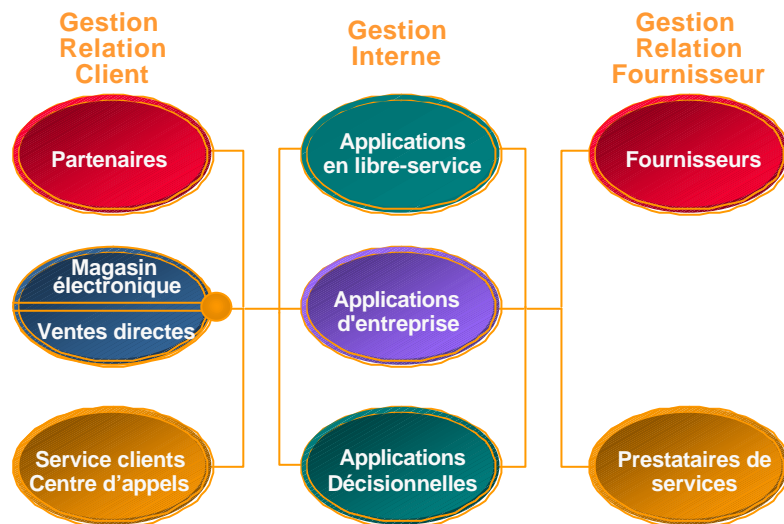 Gestion
Relation
Client
Gestion
Interne
Gestion
Relation
Fournisseur
Partenaires
Applications
en libre-service
Fournisseurs
Magasin
électronique
Ventes directes
Applications
d'entreprise
Service clients
Centre d’appels
Applications
Décisionnelles
Prestataires de
services